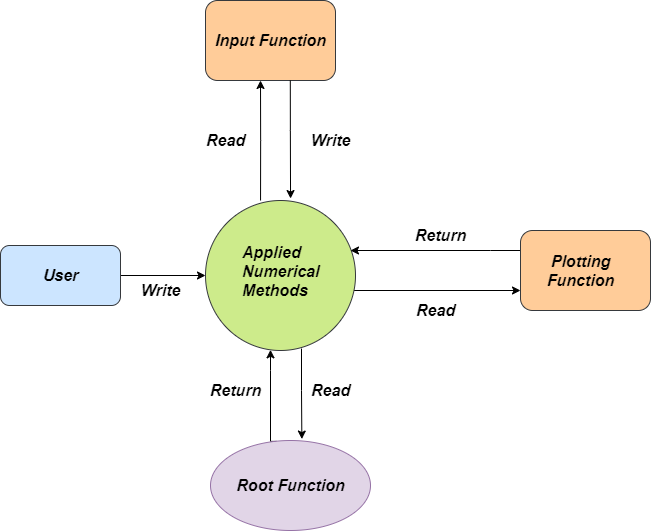 Input Function
Read
Write
Applied
Numerical
Methods
Return
Plotting
Function
User
Write
Read
Return
Read
Root Function